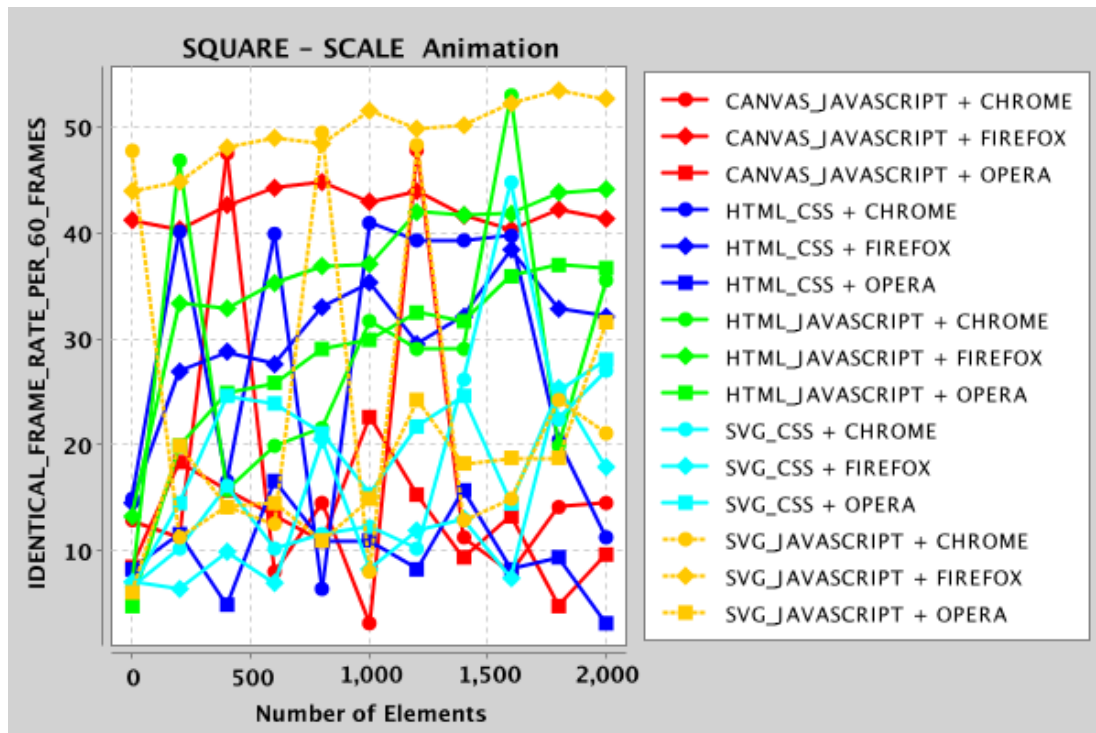 SQUARE – SCALE Animation
IDENTICAL_FRAME_RATE_PER_60_FRAMES
50
40
30
20
10
0
500
1,000
1,500
2,000
Number of Elements
CANVAS_JAVASCRIPT + CHROME
CANVAS_JAVASCRIPT + FIREFOX
CANVAS_JAVASCRIPT + OPERA
HTML_CSS + CHROME
HTML_CSS + FIREFOX
HTML_CSS + OPERA
HTML_JAVASCRIPT + CHROME
HTML_JAVASCRIPT + FIREFOX
HTML_JAVASCRIPT + OPERA
SVG_CSS + CHROME
SVG_CSS + FIREFOX
SVG_CSS + OPERA
SVG_JAVASCRIPT + CHROME
SVG_JAVASCRIPT + FIREFOX
SVG_JAVASCRIPT + OPERA